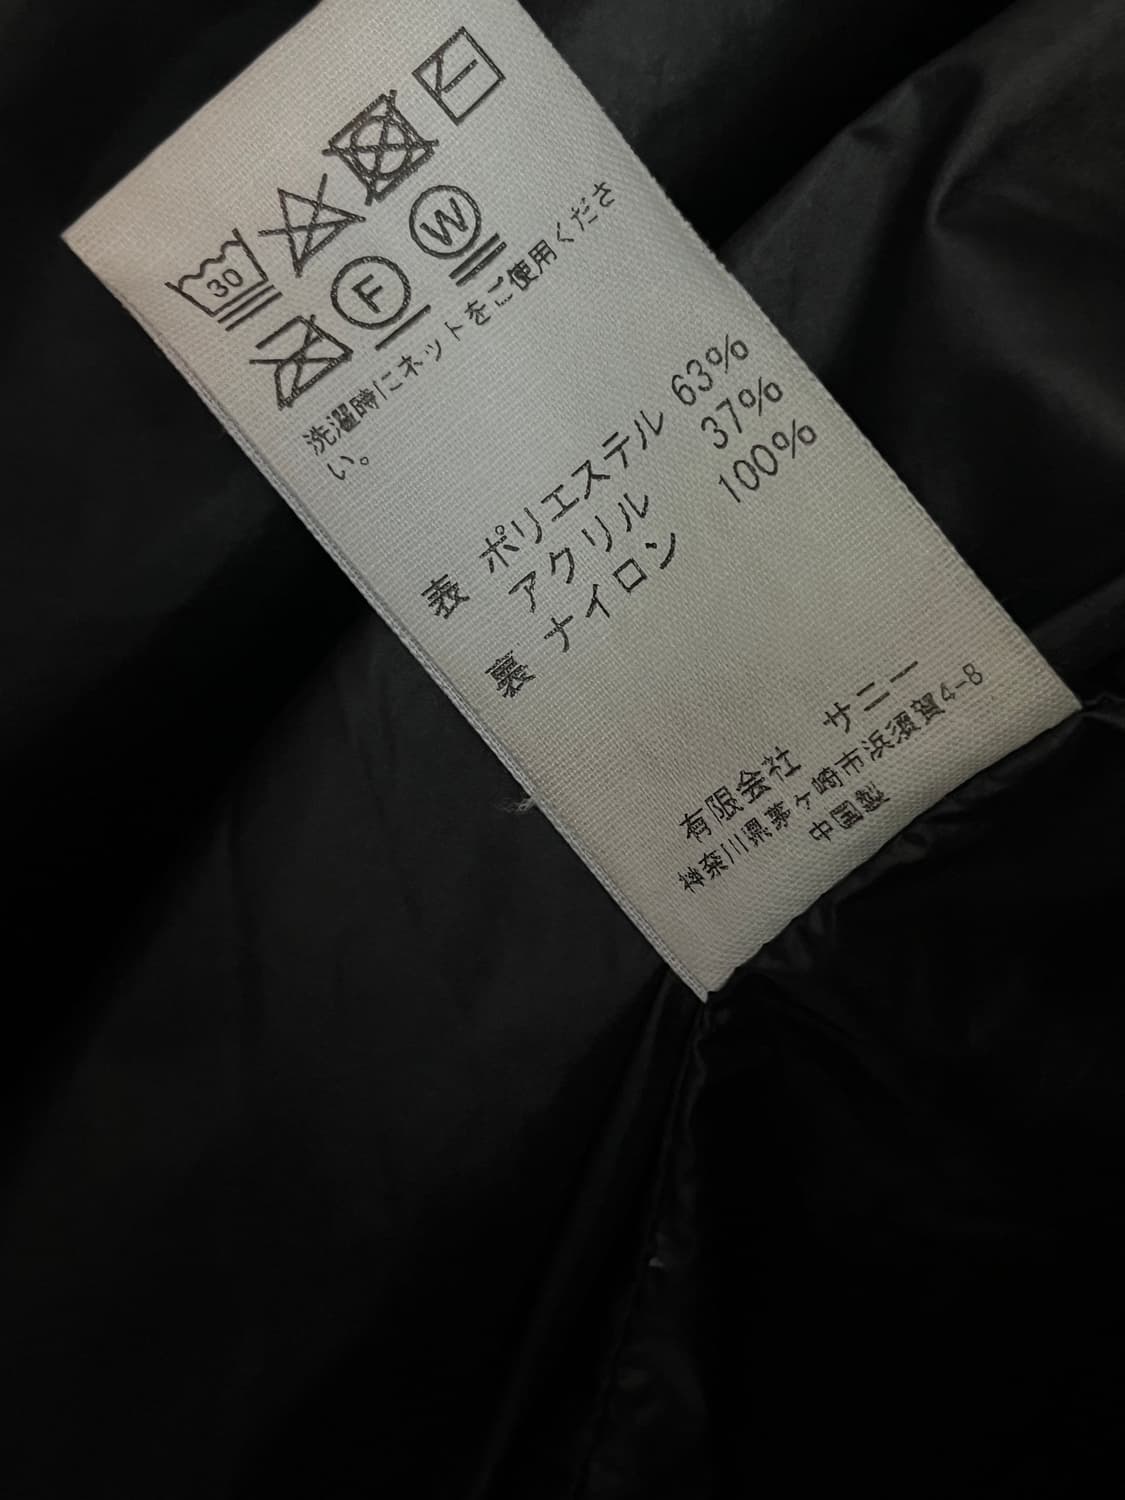 30
F
W
洗濯時にネットをご使用くださ
い。
表 ポリエステル 63%
アクリル 37%
裏 ナイロン 100%
有限会社 サニー
神奈川県茅ヶ崎市浜須賀4-8
中国製